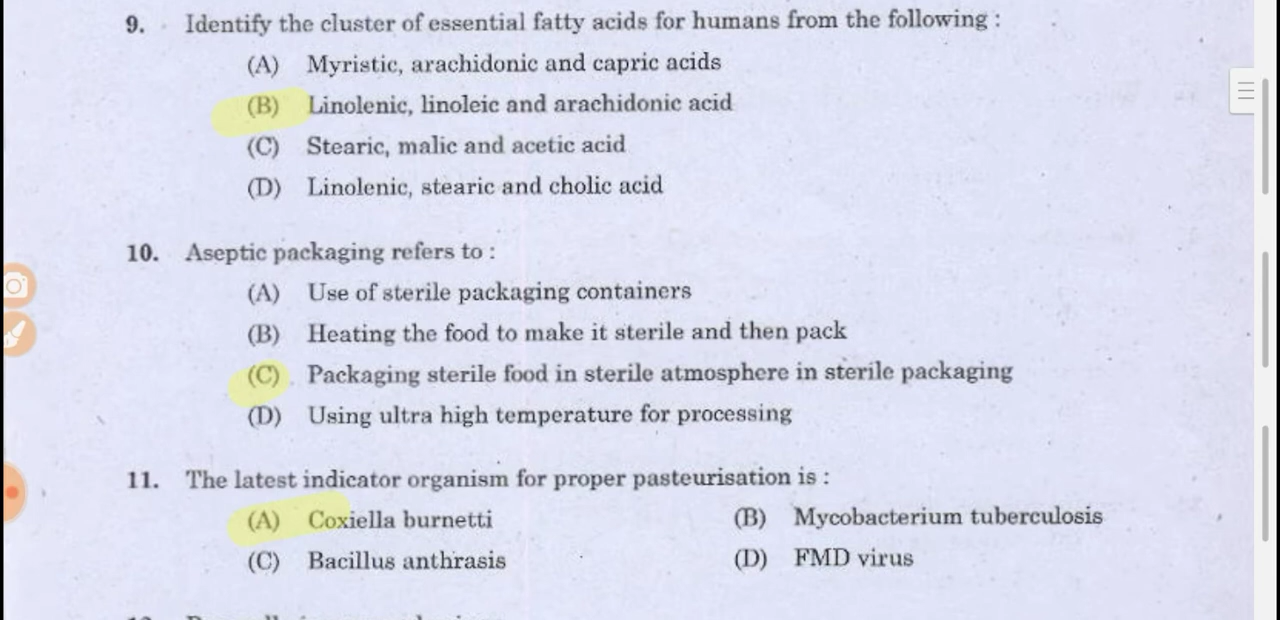 9. Identify the cluster of essential fatty acids for humans from the following :
(A) Myristic, arachidonic and capric acids
(B) Linolenic, linoleic and arachidonic acid
(C) Stearic, malic and acetic acid
(D) Linolenic, stearic and cholic acid
10. Aseptic packaging refers to :
(A) Use of sterile packaging containers
(B) Heating the food to make it sterile and then pack
(C) Packaging sterile food in sterile atmosphere in sterile packaging
(D) Using ultra high temperature for processing
11. The latest indicator organism for proper pasteurisation is :
(A) Coxiella burnetti (B) Mycobacterium tuberculosis
(C) Bacillus anthrasis (D) FMD virus